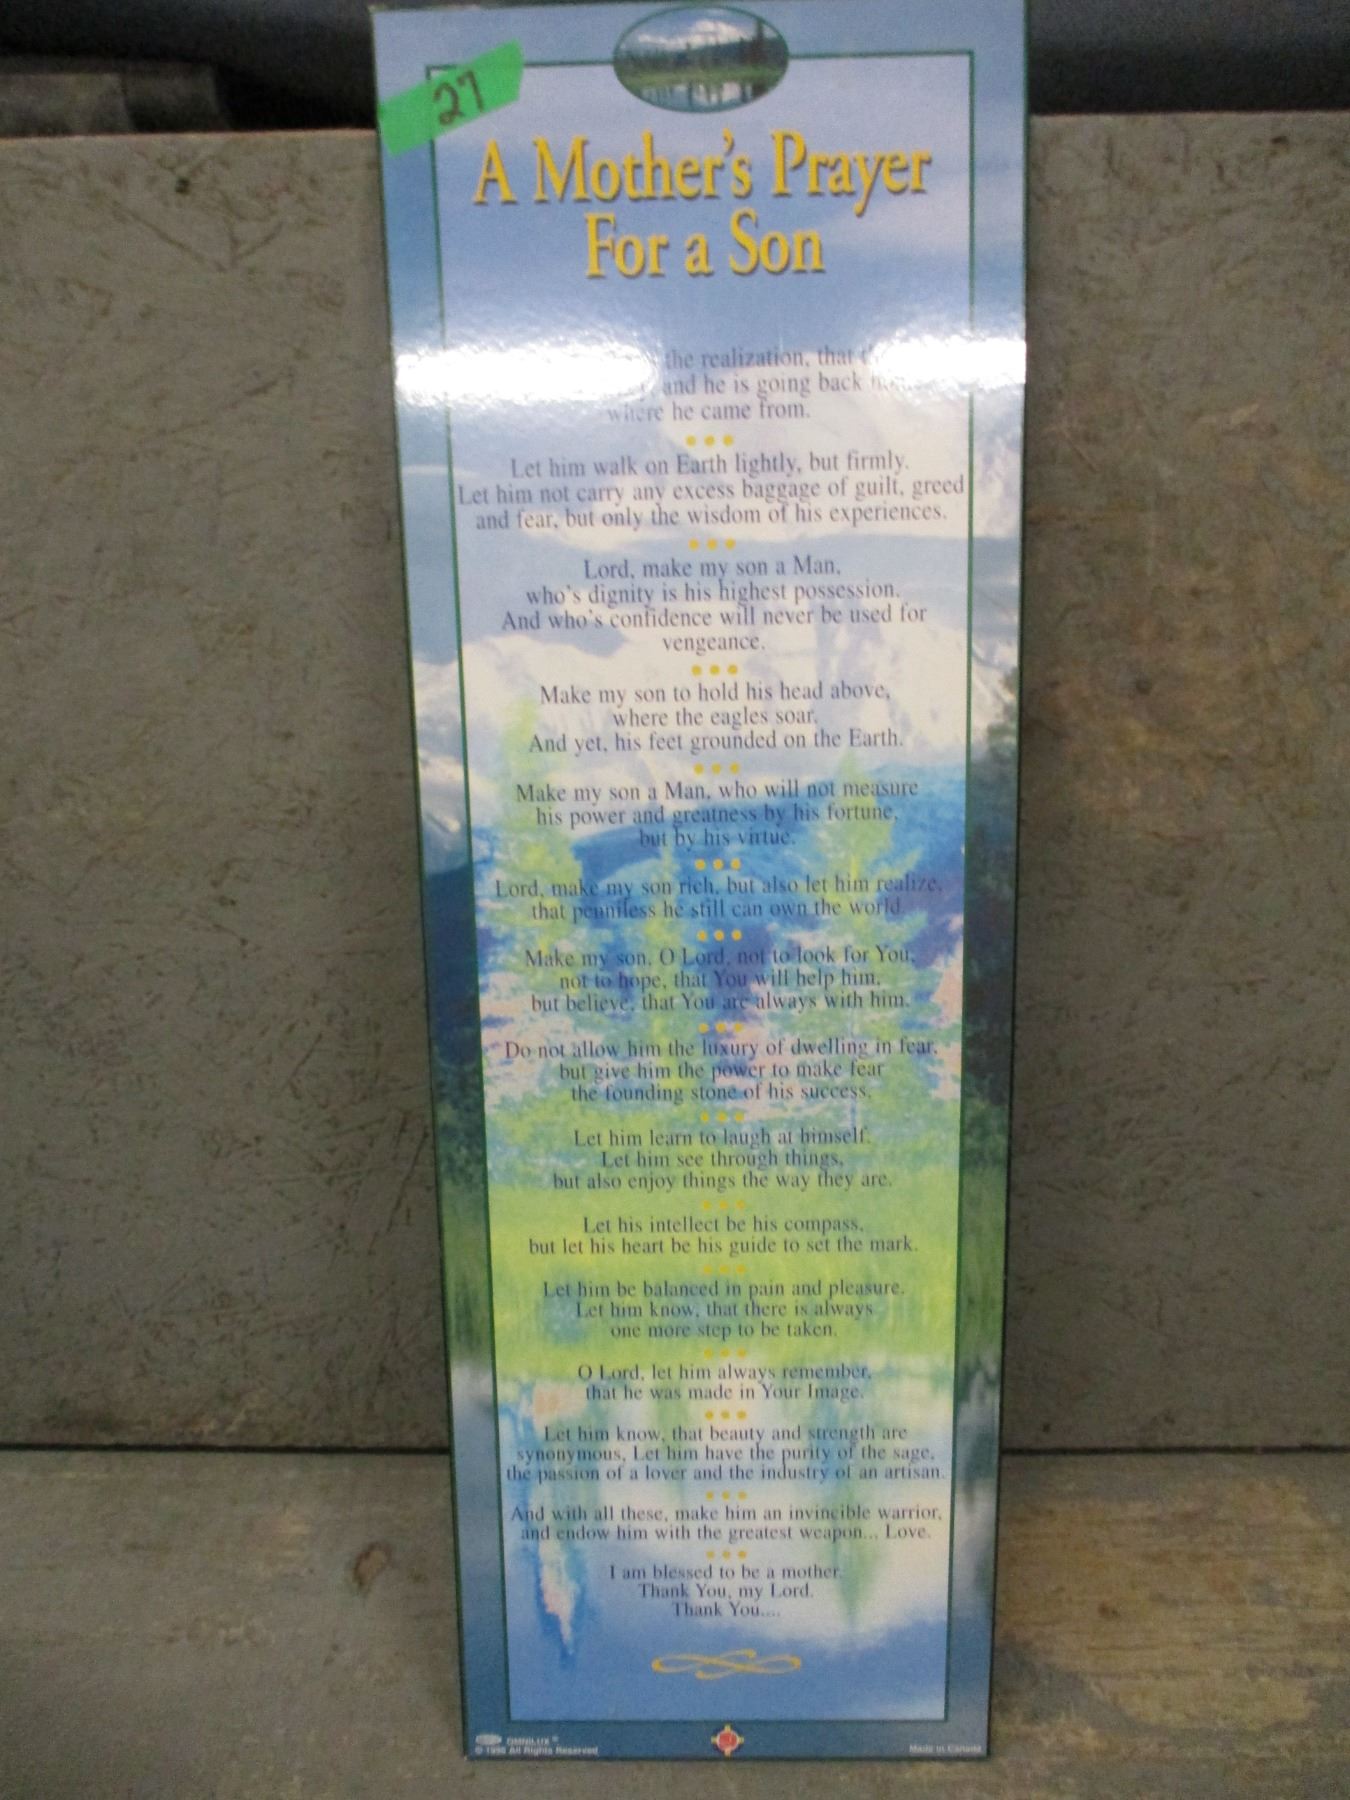 27
A Mother's Prayer
For a Son
the realization, that
and he is going back
where he came from.
Let him walk on Earth lightly, but firmly.
Let him not carry any excess baggage of guilt, greed
and fear, but only the wisdom of his experiences.
Lord, make my son a Man,
who's dignity is his highest possession.
And who's confidence will never be used for
vengeance.
Make my son to hold his head above,
where the eagles soar.
And yet, his feet grounded on the Earth.
Make my son a Man, who will not measure
his power and greatness by his fortune,
but by his virtue.
Lord, make my son rich, but also let him realize,
that penniless he still can own the world.
Make my son, O Lord, not to look for You,
not to hope, that You will help him,
but believe, that You are always with him.
Do not allow him the luxury of dwelling in fear,
but give him the power to make fear
the founding stone of his success.
Let him learn to laugh at himself.
Let him see through things,
but also enjoy things the way they are.
Let his intellect be his compass,
but let his heart be his guide to set the mark.
Let him be balanced in pain and pleasure.
Let him know, that there is always
one more step to be taken.
O Lord, let him always remember,
that he was made in Your Image.
Let him know, that beauty and strength are
synonymous, Let him have the purity of the sage,
the passion of a lover and the industry of an artisan.
And with all these, make him an invincible warrior,
and endow him with the greatest weapon... Love.
I am blessed to be a mother.
Thank You, my Lord.
Thank You....
OMNILUX ®
© 1996 All Rights Reserved
Made in Canada